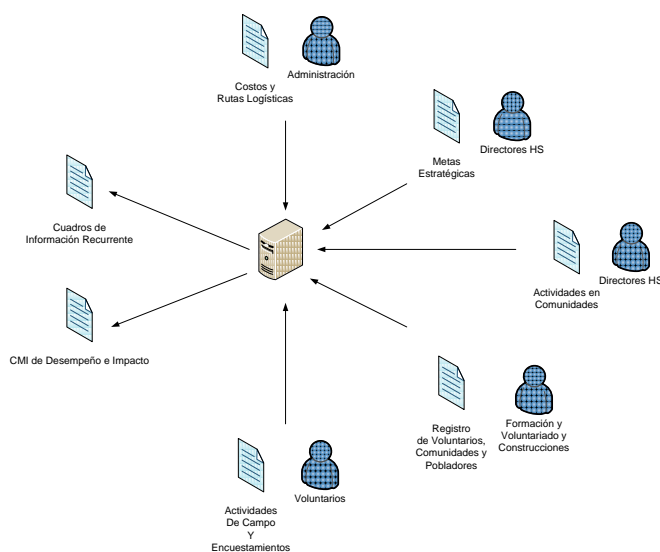 Costos y
Rutas Logísticas
Administración
Metas
Estratégicas
Directores HS
Cuadros de
Información Recurrente
Actividades en
Comunidades
Directores HS
CMI de Desempeño e Impacto
Registro
de Voluntarios,
Comunidades y
Pobladores
Formación y
Voluntariado y
Construcciones
Actividades
De Campo
Y
Encuestamientos
Voluntarios